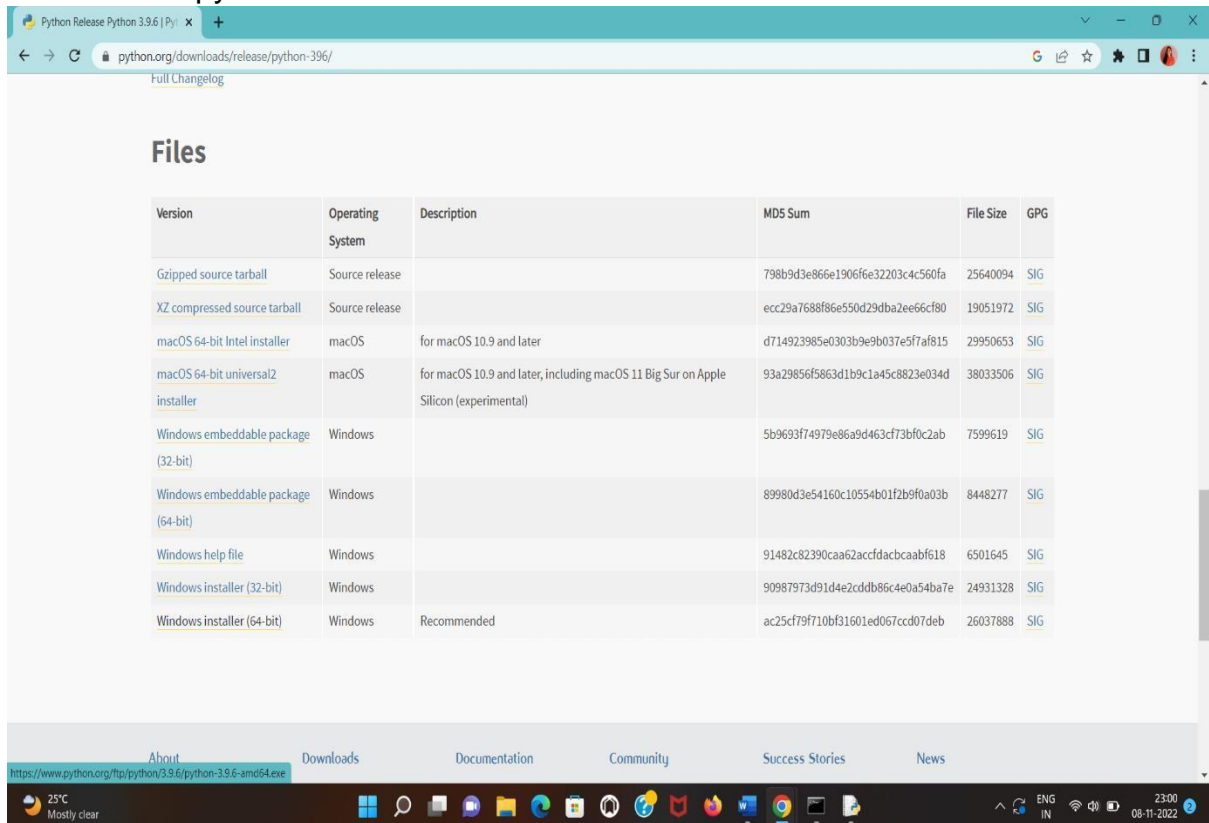 Python Release Python 3.9.6 | Pyt
python.org/downloads/release/python-396/
Full Changelog
Files
Version Operating System Description MD5 Sum File Size GPG
Gzipped source tarball Source release 798b9d3e866e1906f6e32203c4c560fa 25640094 SIG
XZ compressed source tarball Source release ecc29a7688f86e550d29dba2ee66cf80 19051972 SIG
macOS 64-bit Intel installer macOS for macOS 10.9 and later d714923985e0303b9e9b037e5f7af815 29950653 SIG
macOS 64-bit universal2 macOS for macOS 10.9 and later, including macOS 11 Big Sur on Apple 93a29856f5863d1b9c1a45c8823e034d 38033506 SIG
installer Silicon (experimental)
Windows embeddable package Windows 5b9693f74979e86a9d463cf73bf0c2ab 7599619 SIG
(32-bit)
Windows embeddable package Windows 89980d3e54160c10554b01f2b9f0a03b 8448277 SIG
(64-bit)
Windows help file Windows 91482c82390caa62accfdacbcaabf618 6501645 SIG
Windows installer (32-bit) Windows 90987973d91d4e2cddb86c4e0a54ba7e 24931328 SIG
Windows installer (64-bit) Windows Recommended ac25cf79f710bf31601ed067ccd07deb 26037888 SIG
About Downloads Documentation Community Success Stories News
https://www.python.org/ftp/python/3.9.6/python-3.9.6-amd64.exe
25°C
Mostly clear
ENG
IN
23:00
08-11-2022
2